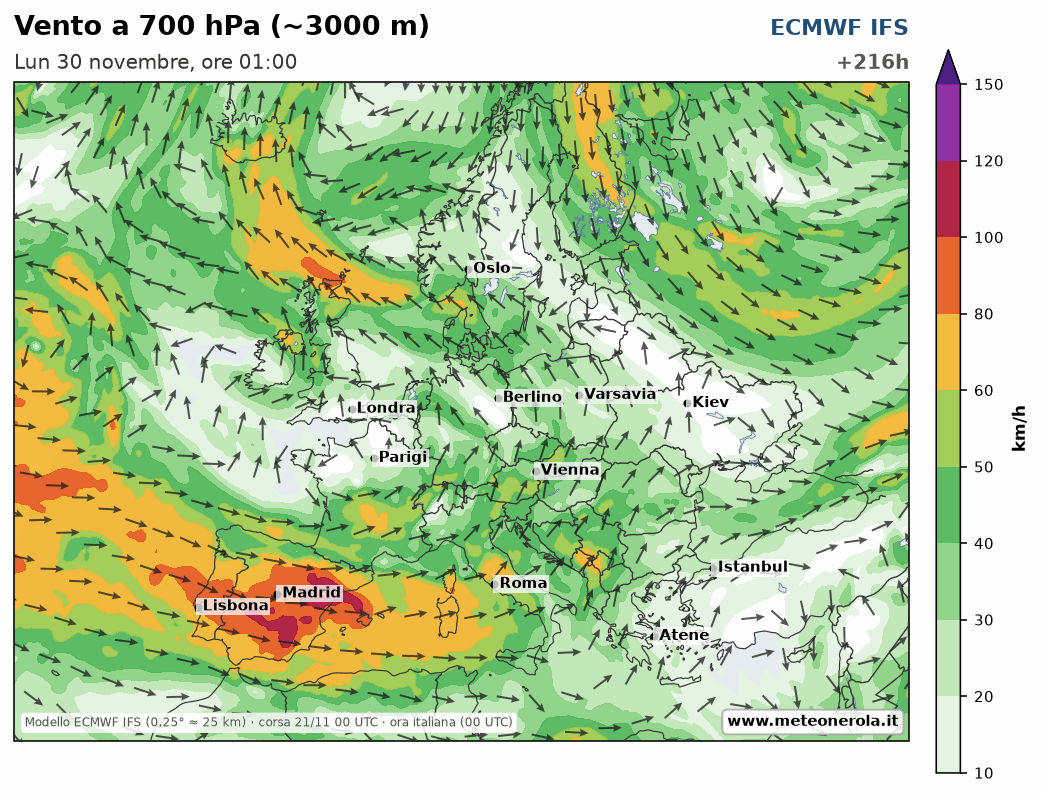 Vento a 700 hPa (~3000 m)
ECMWF IFS
Lun 30 novembre, ore 01:00
+216h
150
120
100
80
60
50
40
30
20
10
km/h
Oslo
Londra
Berlino
Varsavia
Kiev
Parigi
Vienna
Istanbul
Roma
Madrid
Lisbona
Atene
Modello ECMWF IFS (0,25° ≈ 25 km) · corsa 21/11 00 UTC · ora italiana (00 UTC)
www.meteonerola.it